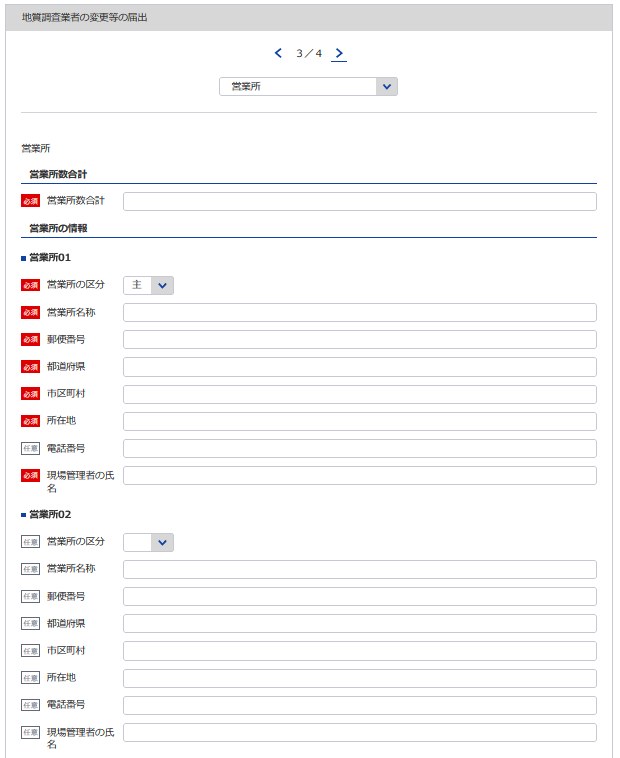 地質調査業者の変更等の届出
3／4
営業所
営業所
営業所数合計
必須 営業所数合計
営業所の情報
営業所01
必須 営業所の区分 主
必須 営業所名称
必須 郵便番号
必須 都道府県
必須 市区町村
必須 所在地
任意 電話番号
必須 現場管理者の氏
名
営業所02
任意 営業所の区分
任意 営業所名称
任意 郵便番号
任意 都道府県
任意 市区町村
任意 所在地
任意 電話番号
任意 現場管理者の氏
名